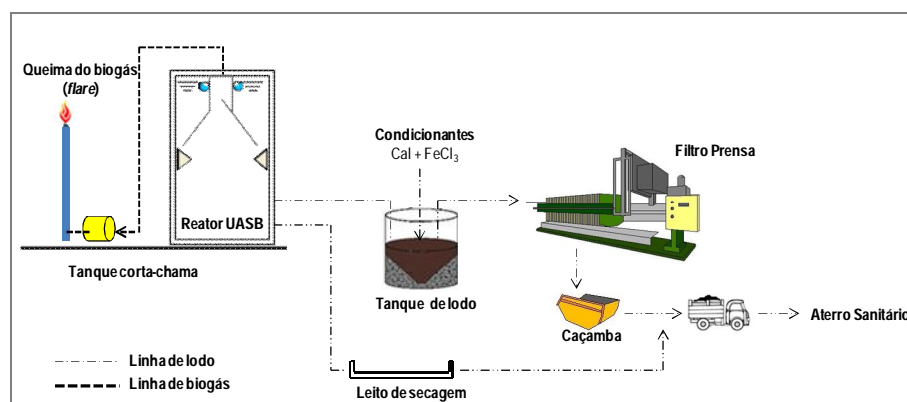 Queima do biogás
(flare)
Condicionantes
Cal + FeCl3
Filtro Prensa
Reator UASB
Tanque corta-chama
Tanque de lodo
Caçamba
Aterro Sanitário
Linha de lodo
Linha de biogás
Leito de secagem